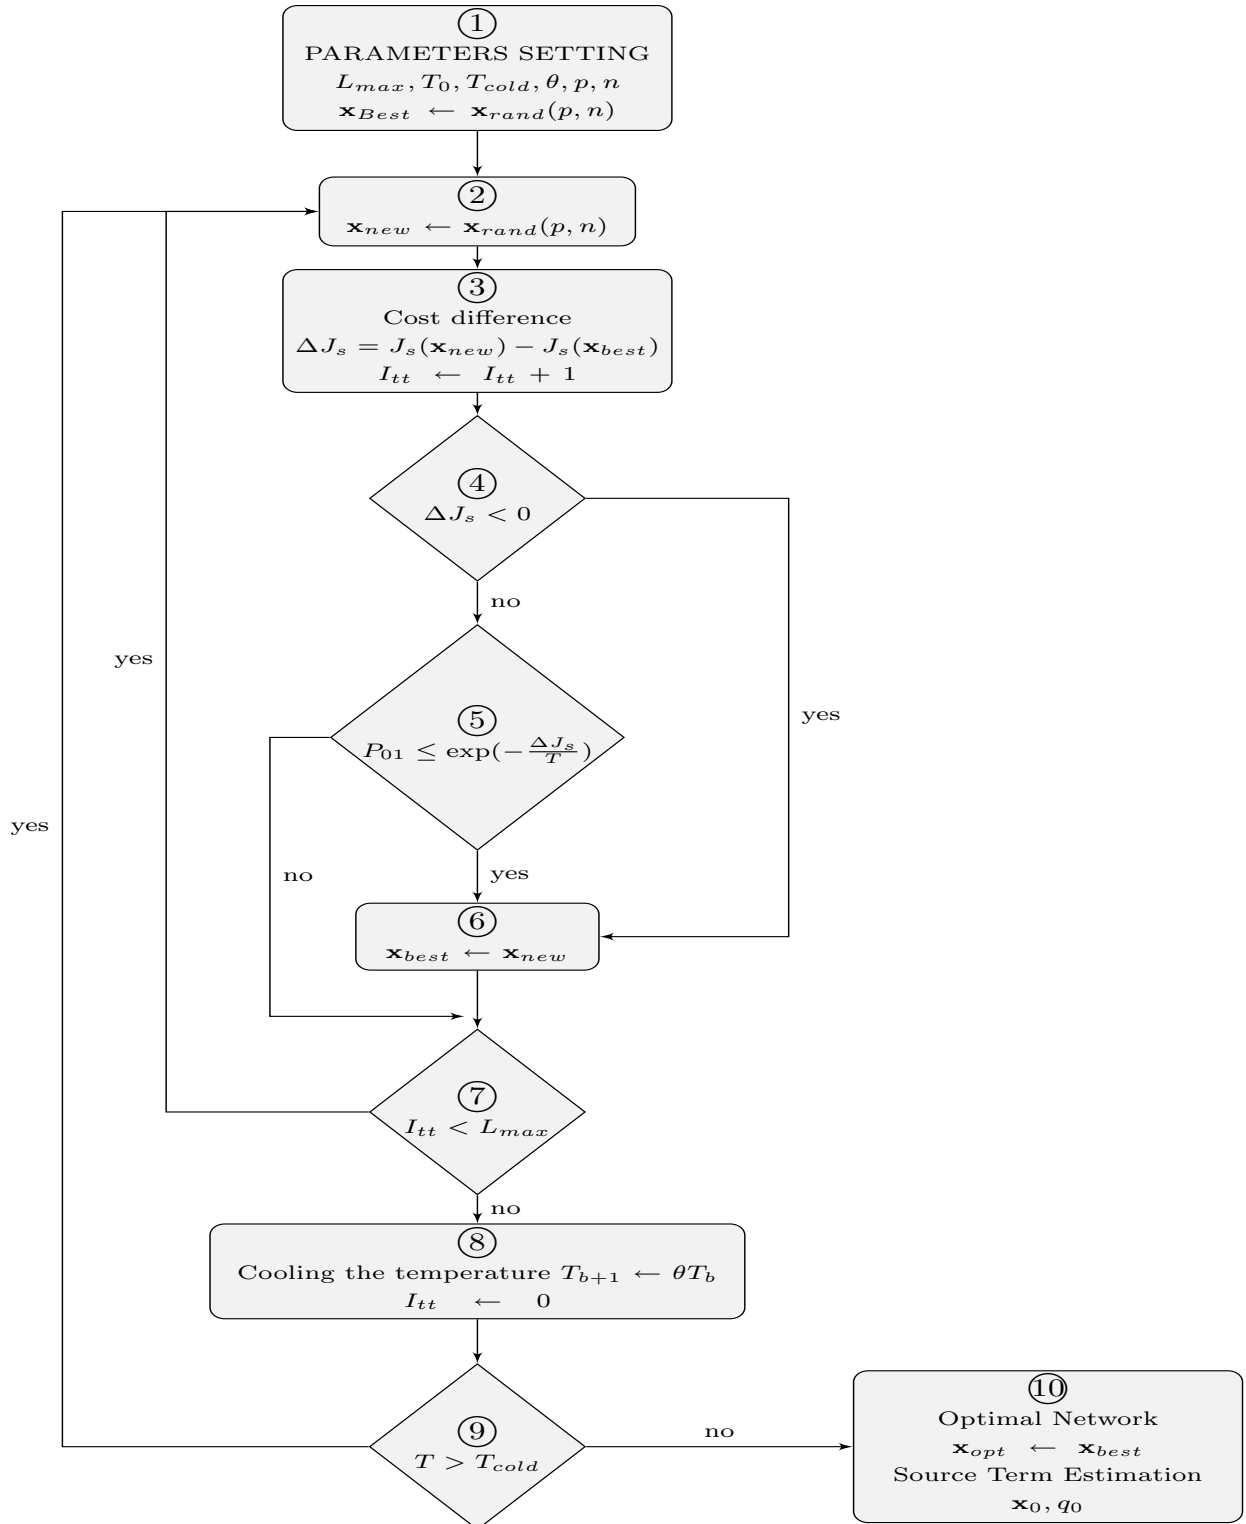 ①
PARAMETERS SETTING
L_max, T_0, T_cold, θ, p, n
x_Best ← x_rand(p, n)
②
x_new ← x_rand(p, n)
③
Cost difference
ΔJ_s = J_s(x_new) − J_s(x_best)
I_tt ← I_tt + 1
④
ΔJ_s < 0
no
yes
yes
⑤
P_01 ≤ exp(−ΔJ_s/T)
yes
no
yes
⑥
x_best ← x_new
⑦
I_tt < L_max
no
⑧
Cooling the temperature T_b+1 ← θT_b
I_tt ← 0
⑨
T > T_cold
no
⑩
Optimal Network
x_opt ← x_best
Source Term Estimation
x_0, q_0